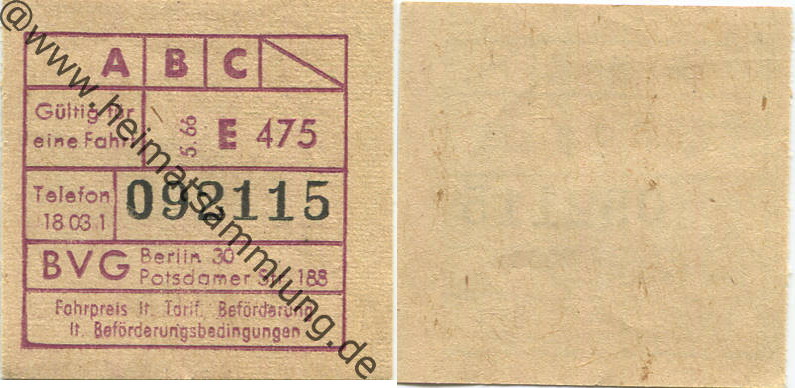 A B C
Gültig für
eine Fahrt
5.66
E 475
Telefon
18 03 1
092115
BVG
Berlin 30
Potsdamer Str. 188
Fahrpreis lt. Tarif. Beförderung
lt. Beförderungsbedingungen
@www.heimatsammlung.de